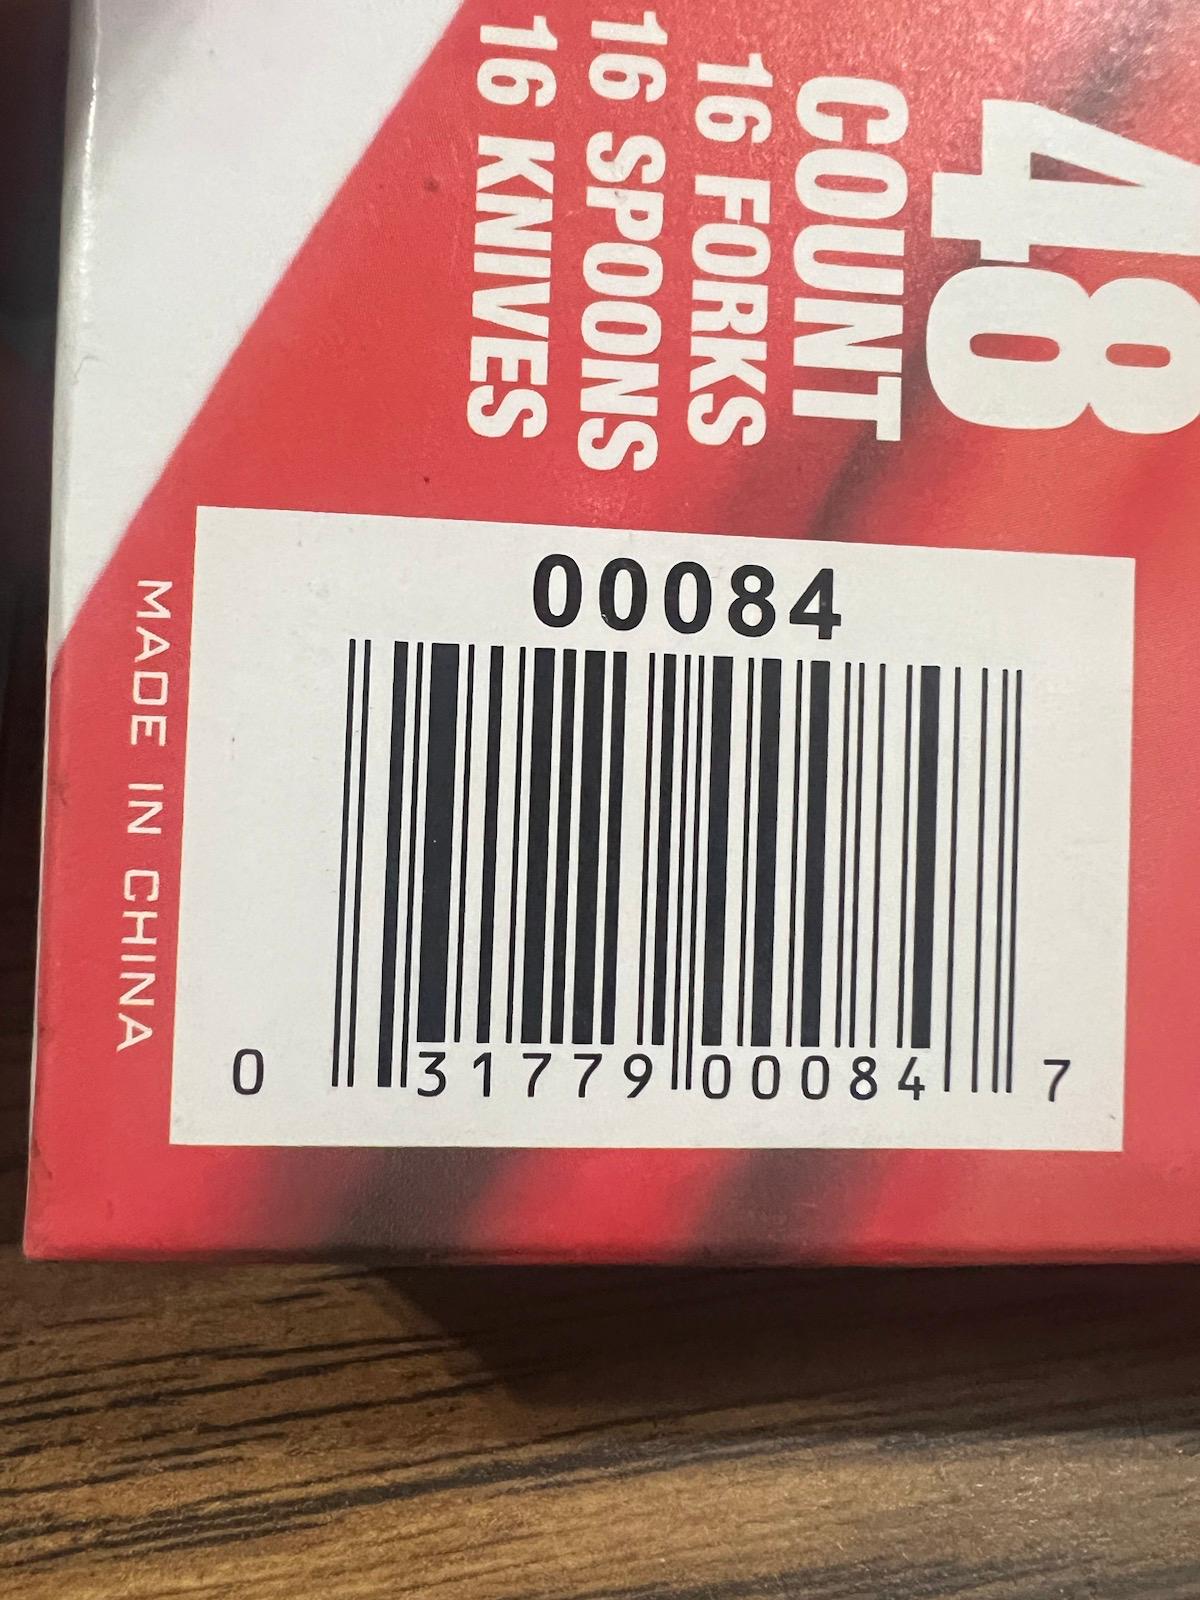 48
COUNT
16 FORKS
16 SPOONS
16 KNIVES
MADE IN CHINA
00084
0 31779 00084 7